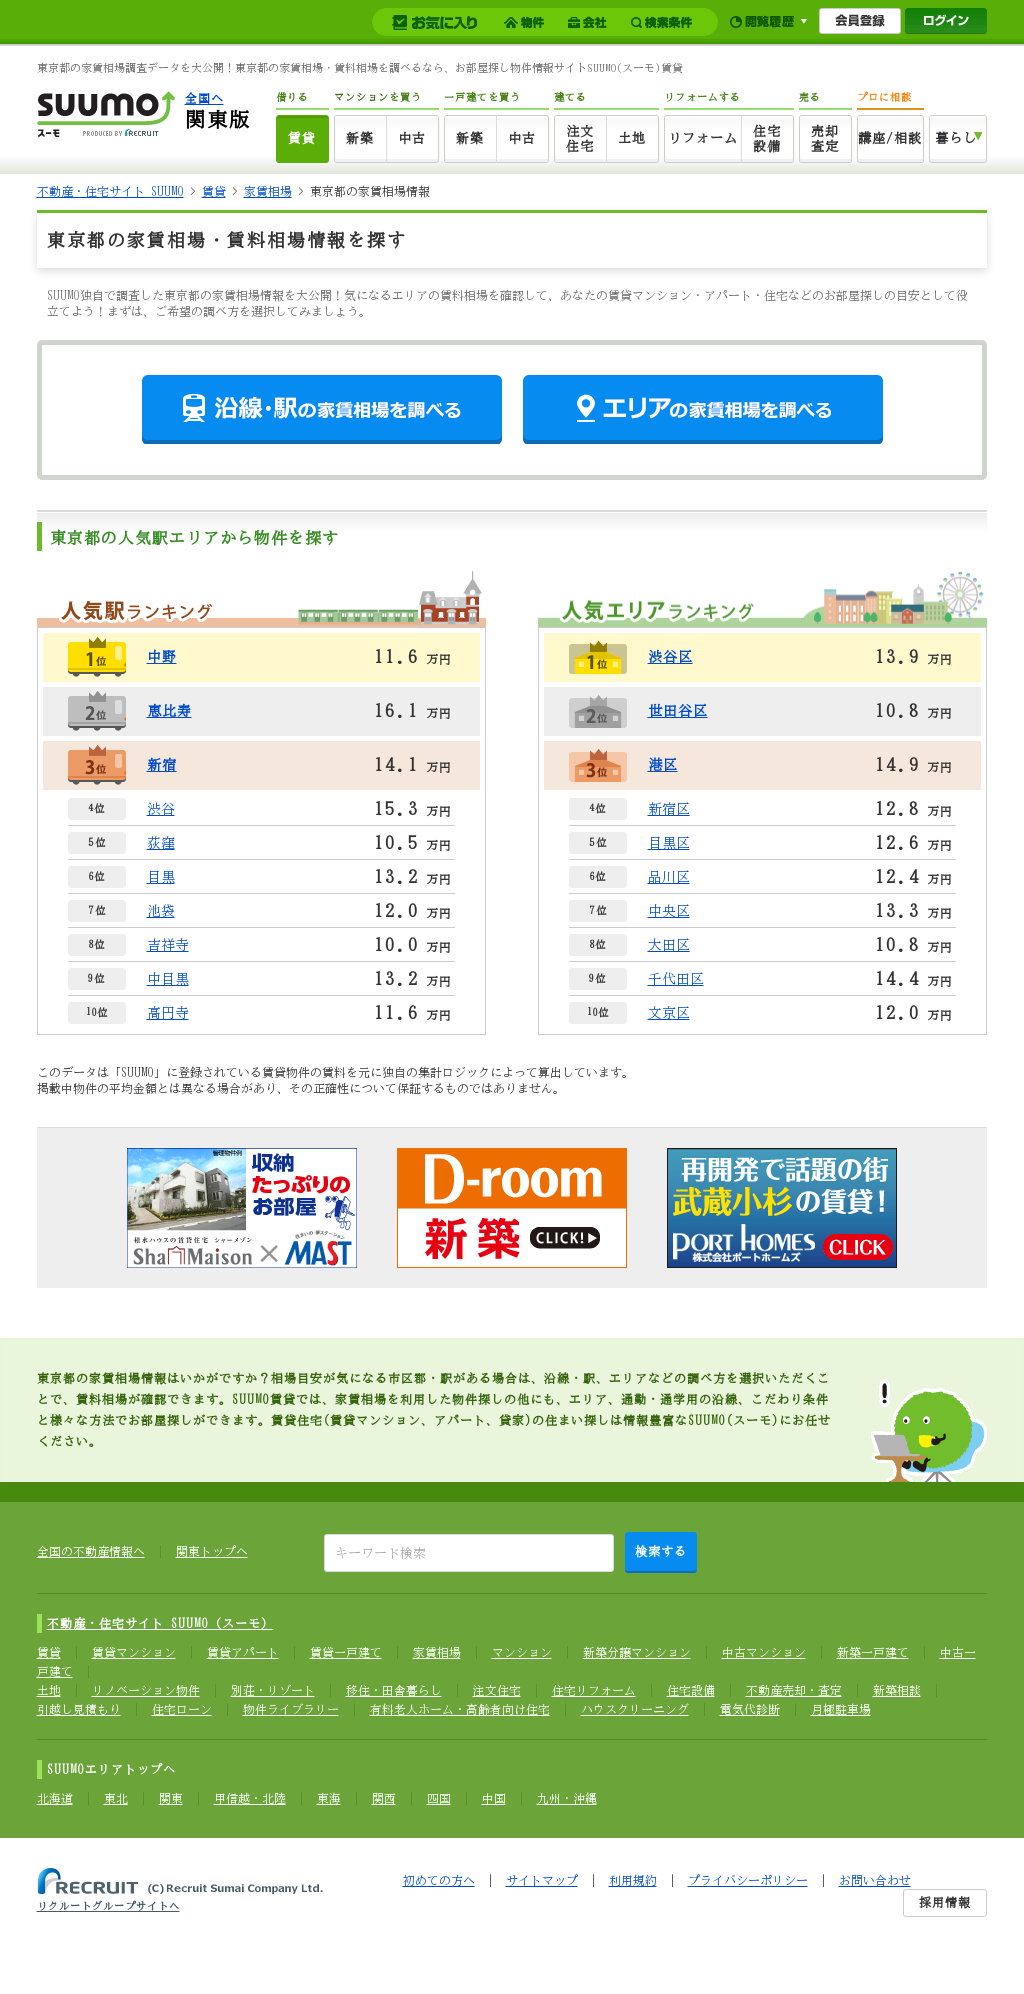 お気に入り 物件 会社 検索条件 閲覧履歴 会員登録 ログイン
東京都の家賃相場調査データを大公開！東京都の家賃相場・賃料相場を調べるなら、お部屋探し物件情報サイトSUUMO(スーモ)賃貸
SUUMO
スーモ PRODUCED BY RECRUIT
全国へ
関東版
借りる マンションを買う 一戸建てを買う 建てる リフォームする 売る プロに相談
賃貸 新築 中古 新築 中古 注文住宅 土地 リフォーム 住宅設備 売却査定 講座/相談 暮らし
不動産・住宅サイト SUUMO > 賃貸 > 家賃相場 > 東京都の家賃相場情報
東京都の家賃相場・賃料相場情報を探す
SUUMO独自で調査した東京都の家賃相場情報を大公開！気になるエリアの賃料相場を確認して、あなたの賃貸マンション・アパート・住宅などのお部屋探しの目安として役
立てよう！まずは、ご希望の調べ方を選択してみましょう。
沿線・駅の家賃相場を調べる
エリアの家賃相場を調べる
東京都の人気駅エリアから物件を探す
人気駅ランキング
1位 中野 11.6 万円
2位 恵比寿 16.1 万円
3位 新宿 14.1 万円
4位 渋谷 15.3 万円
5位 荻窪 10.5 万円
6位 目黒 13.2 万円
7位 池袋 12.0 万円
8位 吉祥寺 10.0 万円
9位 中目黒 13.2 万円
10位 高円寺 11.6 万円
人気エリアランキング
1位 渋谷区 13.9 万円
2位 世田谷区 10.8 万円
3位 港区 14.9 万円
4位 新宿区 12.8 万円
5位 目黒区 12.6 万円
6位 品川区 12.4 万円
7位 中央区 13.3 万円
8位 大田区 10.8 万円
9位 千代田区 14.4 万円
10位 文京区 12.0 万円
このデータは「SUUMO」に登録されている賃貸物件の賃料を元に独自の集計ロジックによって算出しています。
掲載中物件の平均金額とは異なる場合があり、その正確性について保証するものではありません。
管理物件例
収納
たっぷりの
お部屋
積水ハウスの賃貸住宅 シャーメゾン
ShaMaison × MAST
住まいの夢ステーション
D-room
新築 CLICK!
再開発で話題の街
武蔵小杉の賃貸！
PORT HOMES
株式会社ポートホームズ CLICK
東京都の家賃相場情報はいかがですか？相場目安が気になる市区郡・駅がある場合は、沿線・駅、エリアなどの調べ方を選択いただくこ
とで、賃料相場が確認できます。SUUMO賃貸では、家賃相場を利用した物件探しの他にも、エリア、通勤・通学用の沿線、こだわり条件
と様々な方法でお部屋探しができます。賃貸住宅(賃貸マンション、アパート、貸家)の住まい探しは情報豊富なSUUMO(スーモ)にお任せ
ください。
全国の不動産情報へ | 関東トップへ
キーワード検索
検索する
不動産・住宅サイト SUUMO（スーモ）
賃貸 | 賃貸マンション | 賃貸アパート | 賃貸一戸建て | 家賃相場 | マンション | 新築分譲マンション | 中古マンション | 新築一戸建て | 中古一
戸建て |
土地 | リノベーション物件 | 別荘・リゾート | 移住・田舎暮らし | 注文住宅 | 住宅リフォーム | 住宅設備 | 不動産売却・査定 | 新築相談 |
引越し見積もり | 住宅ローン | 物件ライブラリー | 有料老人ホーム・高齢者向け住宅 | ハウスクリーニング | 電気代診断 | 月極駐車場
SUUMOエリアトップへ
北海道 | 東北 | 関東 | 甲信越・北陸 | 東海 | 関西 | 四国 | 中国 | 九州・沖縄
RECRUIT (C) Recruit Sumai Company Ltd.
リクルートグループサイトへ
初めての方へ | サイトマップ | 利用規約 | プライバシーポリシー | お問い合わせ
採用情報